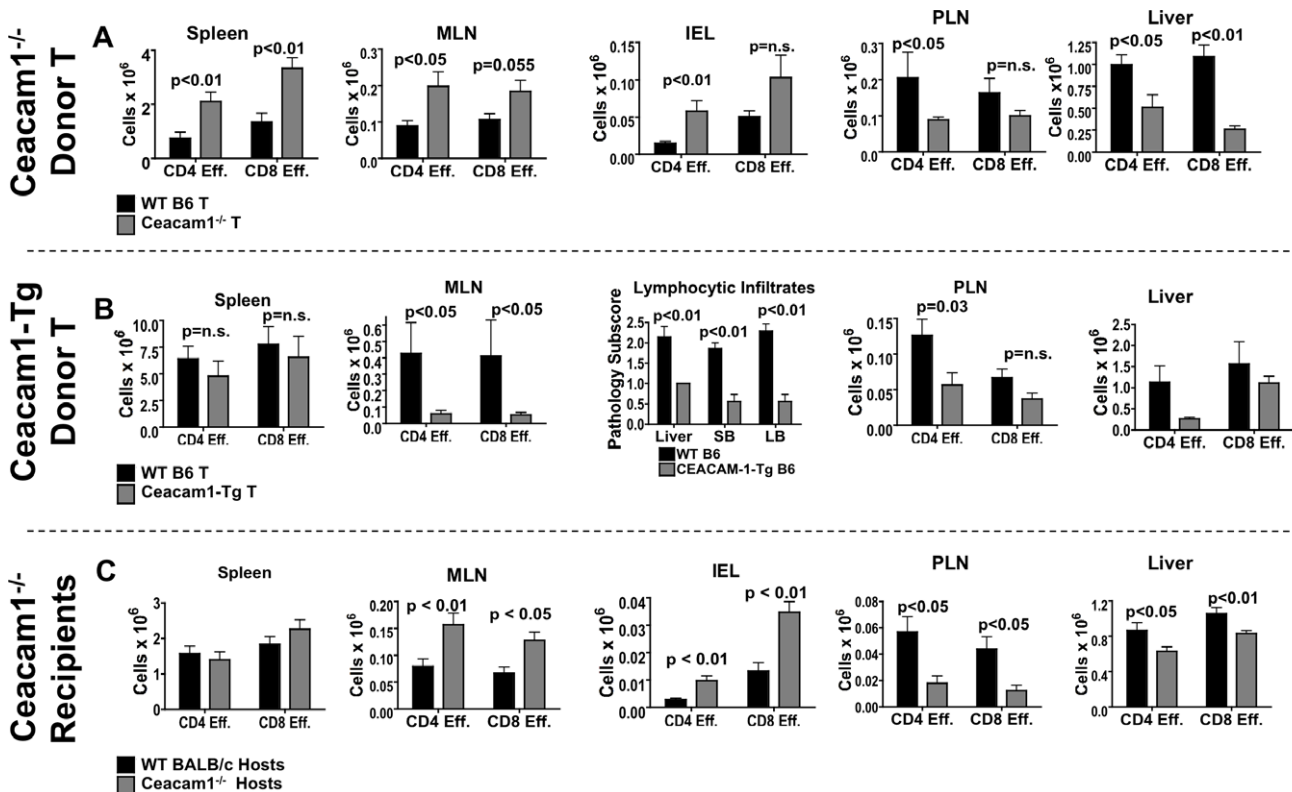 Ceacam1-/-
Donor T
A
Spleen
Cells x 10^6
4
2
0
p<0.01
p<0.01
CD4 Eff. CD8 Eff.
WT B6 T
Ceacam1-/- T
MLN
Cells x 10^6
0.3
0.2
0.1
0.0
p<0.05
p=0.055
CD4 Eff. CD8 Eff.
IEL
Cells x 10^6
0.15
0.10
0.05
0.00
p<0.01
p=n.s.
CD4 Eff. CD8 Eff.
PLN
Cells x 10^6
0.3
0.2
0.1
0.0
p<0.05
p=n.s.
CD4 Eff. CD8 Eff.
Liver
Cells x 10^6
1.25
1.00
0.75
0.50
0.25
0.00
p<0.05
p<0.01
CD4 Eff. CD8 Eff.
Ceacam1-Tg
Donor T
B
Spleen
Cells x 10^6
10.0
7.5
5.0
2.5
0.0
p=n.s.
p=n.s.
CD4 Eff. CD8 Eff.
WT B6 T
Ceacam1-Tg T
MLN
Cells x 10^6
0.6
0.5
0.4
0.3
0.2
0.1
0.0
p<0.05
p<0.05
CD4 Eff. CD8 Eff.
Lymphocytic Infiltrates
Pathology Subscore
2.5
2.0
1.5
1.0
0.5
0.0
p<0.01
p<0.01
p<0.01
Liver SB LB
WT B6
CEACAM-1-Tg B6
PLN
Cells x 10^6
0.15
0.10
0.05
0.00
p=0.03
p=n.s.
CD4 Eff. CD8 Eff.
Liver
Cells x 10^6
2.5
2.0
1.5
1.0
0.5
0.0
CD4 Eff. CD8 Eff.
Ceacam1-/-
Recipients
C
Spleen
Cells x 10^6
3
2
1
0
CD4 Eff. CD8 Eff.
WT BALB/c Hosts
Ceacam1-/- Hosts
MLN
Cells x 10^6
0.20
0.15
0.10
0.05
0.00
p < 0.01
p < 0.05
CD4 Eff. CD8 Eff.
IEL
Cells x 10^6
0.04
0.03
0.02
0.01
0.00
p < 0.01
p < 0.01
CD4 Eff. CD8 Eff.
PLN
Cells x 10^6
0.08
0.06
0.04
0.02
0.00
p<0.05
p<0.05
CD4 Eff. CD8 Eff.
Liver
Cells x 10^6
1.2
0.8
0.4
0.0
p<0.05
p<0.01
CD4 Eff. CD8 Eff.